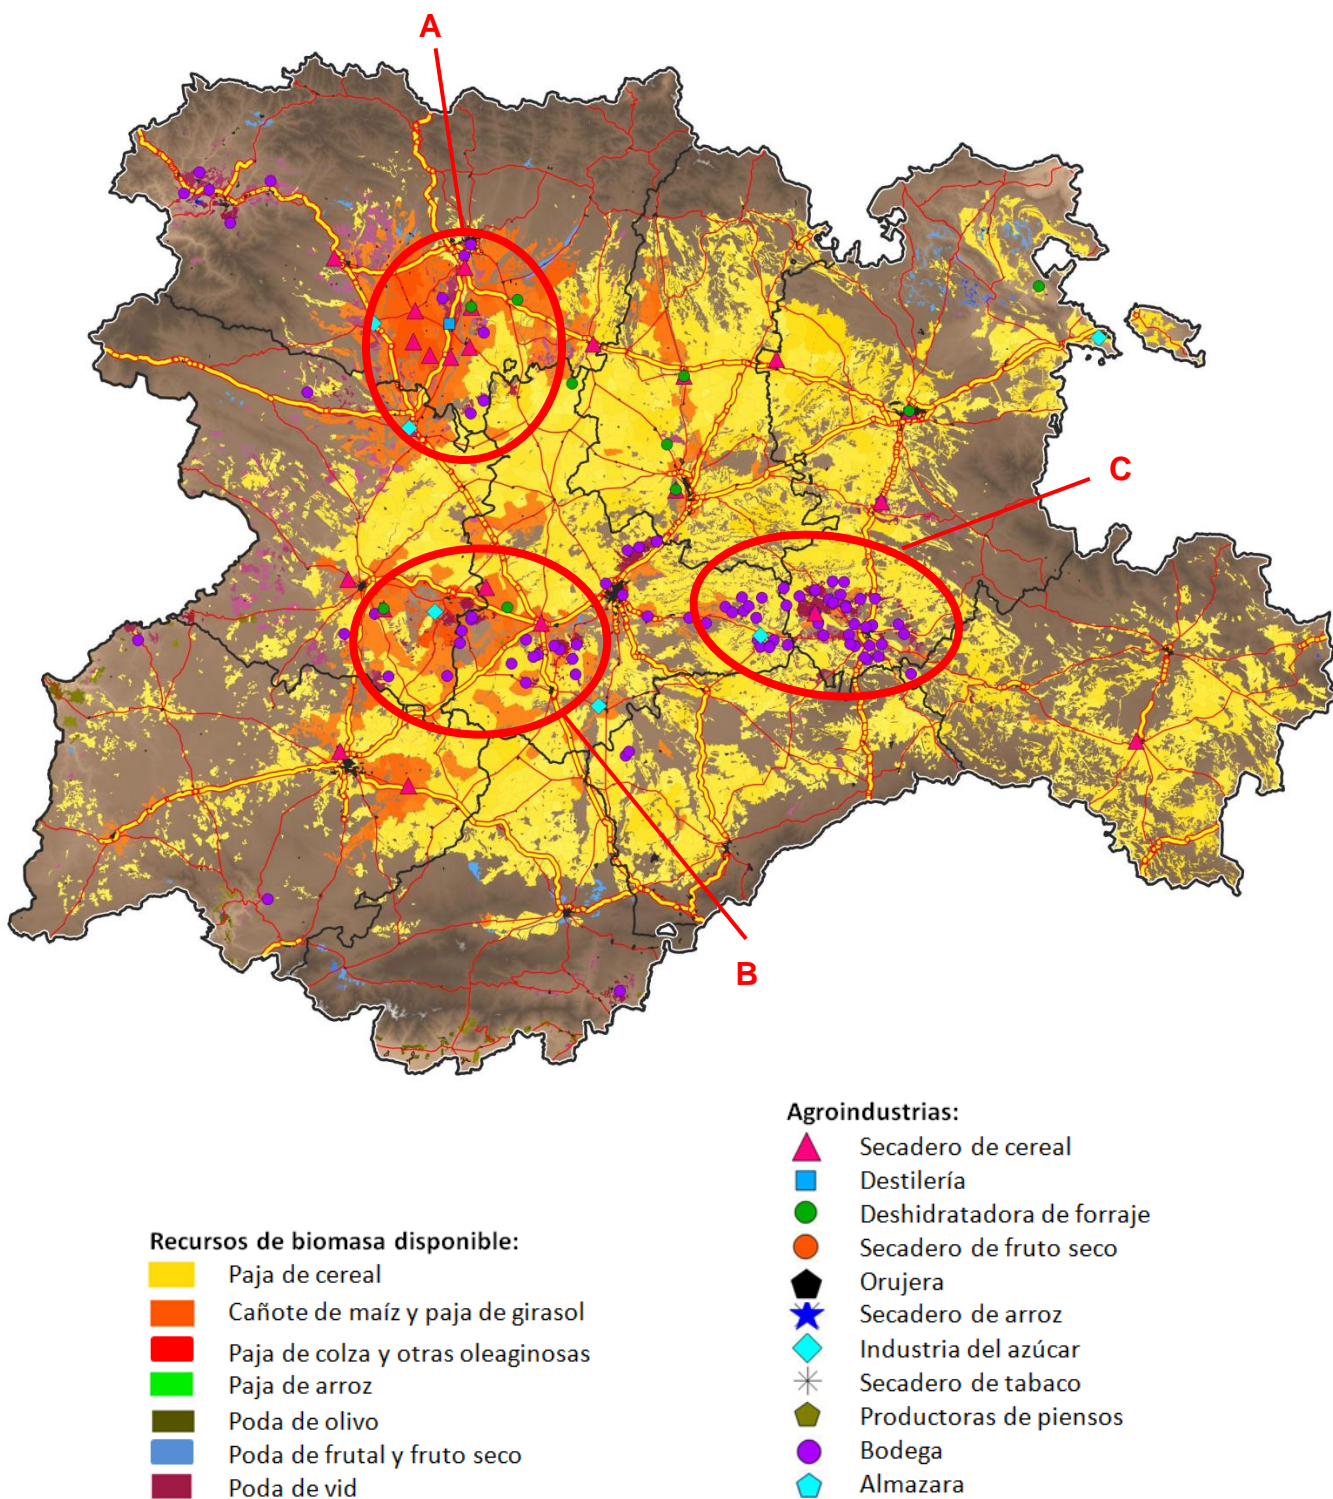 A
C
B
Recursos de biomasa disponible:
Paja de cereal
Cañote de maíz y paja de girasol
Paja de colza y otras oleaginosas
Paja de arroz
Poda de olivo
Poda de frutal y fruto seco
Poda de vid
Agroindustrias:
Secadero de cereal
Destilería
Deshidratadora de forraje
Secadero de fruto seco
Orujera
Secadero de arroz
Industria del azúcar
Secadero de tabaco
Productoras de piensos
Bodega
Almazara